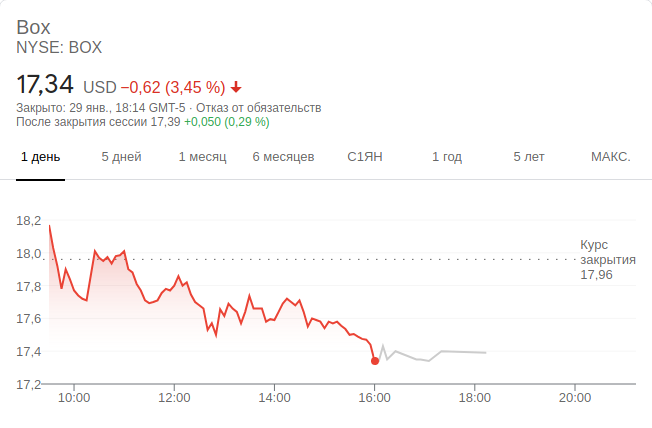 Box
NYSE: BOX
17,34 USD −0,62 (3,45 %)
Закрыто: 29 янв., 18:14 GMT-5 · Отказ от обязательств
После закрытия сессии 17,39 +0,050 (0,29 %)
1 день 5 дней 1 месяц 6 месяцев С1ЯН 1 год 5 лет МАКС.
18,2
18,0
17,8
17,6
17,4
17,2
Курс
закрытия
17,96
10:00 12:00 14:00 16:00 18:00 20:00